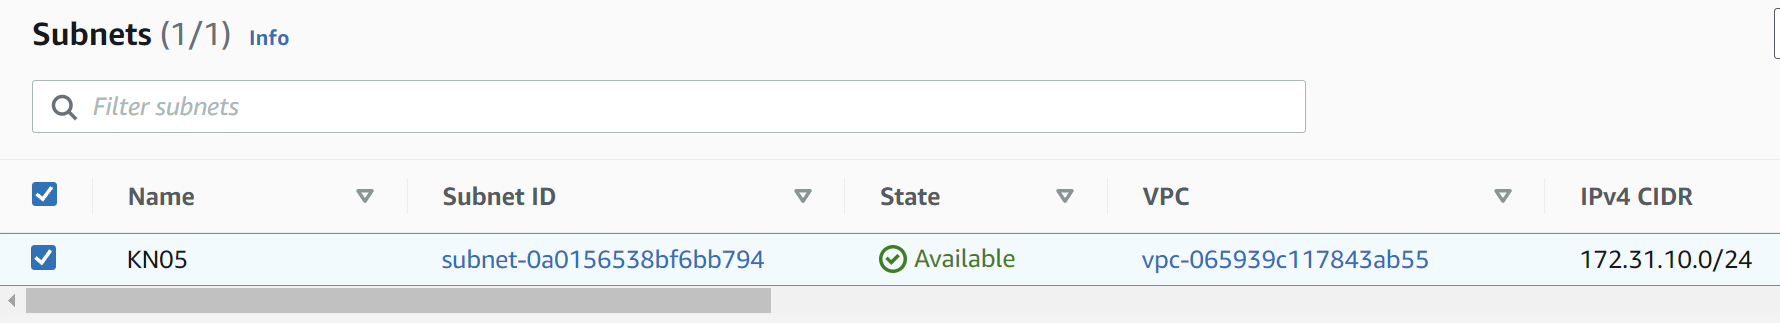 Subnets (1/1) Info
Filter subnets
Name Subnet ID State VPC IPv4 CIDR
KN05 subnet-0a0156538bf6bb794 Available vpc-065939c117843ab55 172.31.10.0/24